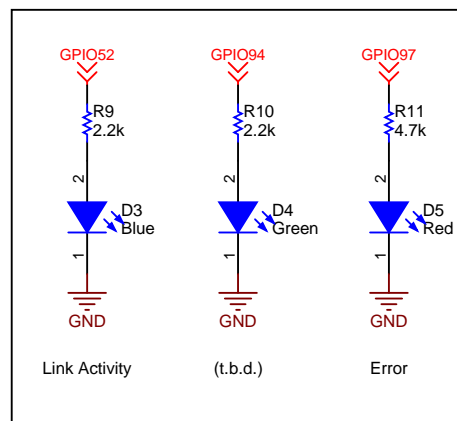 GPIO52 GPIO94 GPIO97
R9 R10 R11
2.2k 2.2k 4.7k
2 2 2
D3 D4 D5
Blue Green Red
1 1 1
GND GND GND
Link Activity (t.b.d.) Error